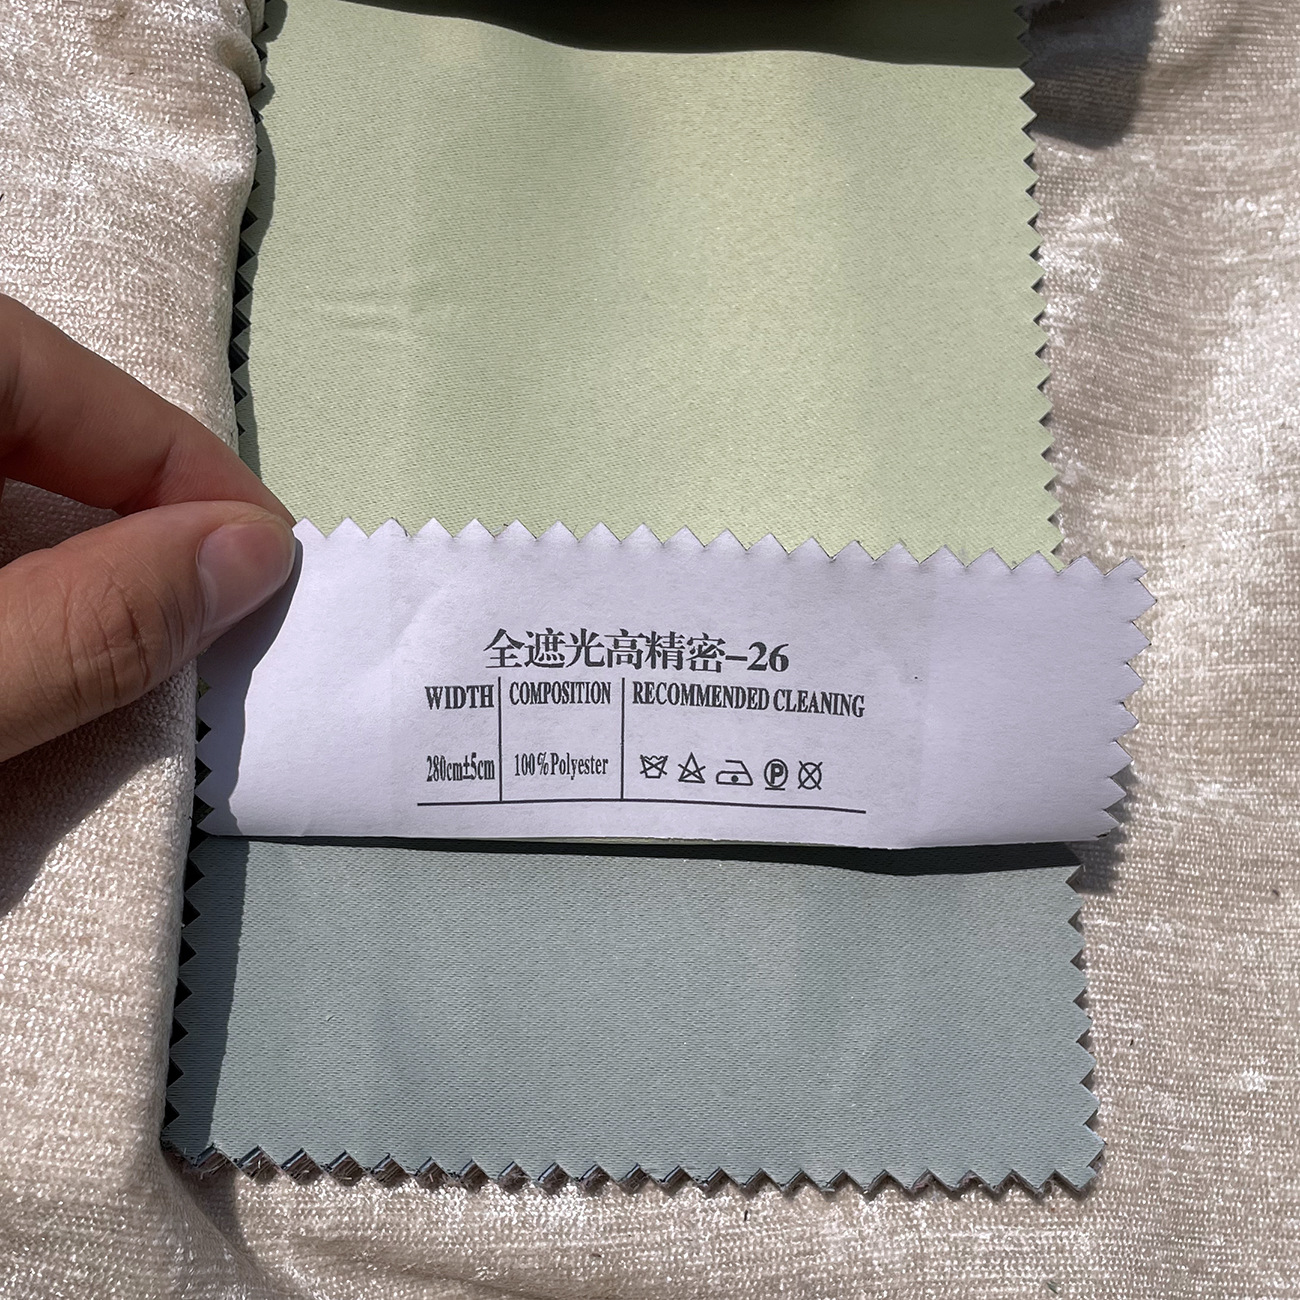 全遮光高精密-26
WIDTH COMPOSITION RECOMMENDED CLEANING
280cm±5cm 100%Polyester P